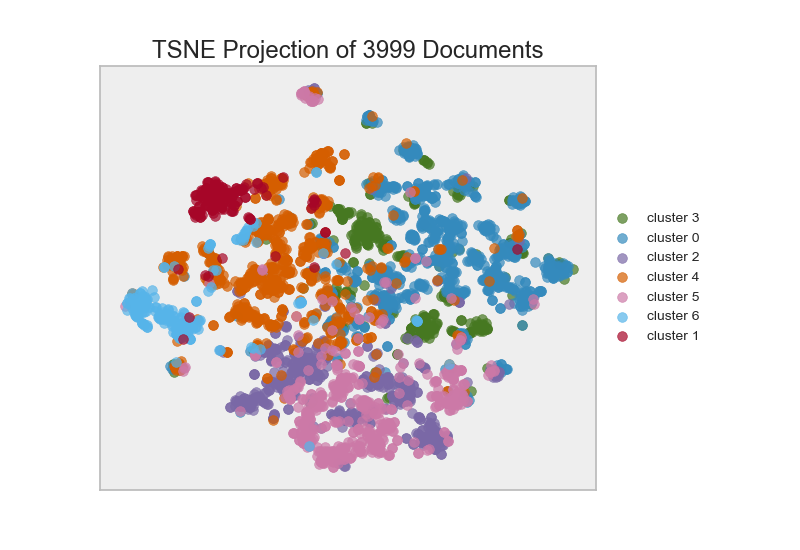 TSNE Projection of 3999 Documents
cluster 3
cluster 0
cluster 2
cluster 4
cluster 5
cluster 6
cluster 1